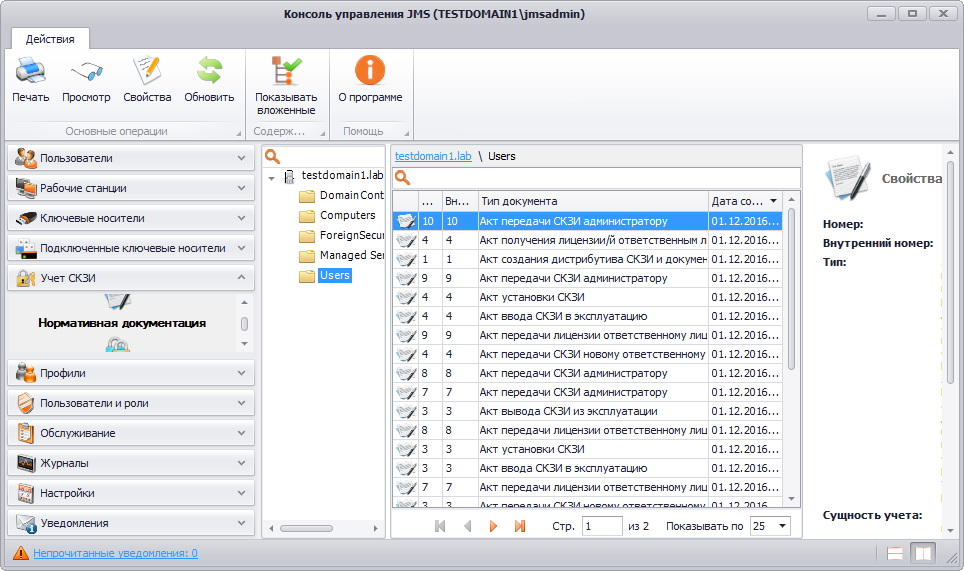 Консоль управления JMS (TESTDOMAIN1\jmsadmin)
Действия
Печать
Просмотр
Свойства
Обновить
Показывать
вложенные
О программе
Основные операции
Содерж...
Помощь
Пользователи
Рабочие станции
Ключевые носители
Подключенные ключевые носители
Учет СКЗИ
Нормативная документация
Профили
Пользователи и роли
Обслуживание
Журналы
Настройки
Уведомления
testdomain1.lab
DomainCont
Computers
ForeignSecur
Managed Ser
Users
testdomain1.lab \ Users
... Вн... Тип документа Дата со...
10 10 Акт передачи СКЗИ администратору 01.12.2016...
4 4 Акт получения лицензии/й ответственным л 01.12.2016...
1 1 Акт создания дистрибутива СКЗИ и докумен 01.12.2016...
9 9 Акт передачи СКЗИ администратору 01.12.2016...
4 4 Акт установки СКЗИ 01.12.2016...
4 4 Акт ввода СКЗИ в эксплуатацию 01.12.2016...
9 9 Акт передачи лицензии ответственному лиц 01.12.2016...
4 4 Акт передачи СКЗИ новому ответственному 01.12.2016...
8 8 Акт передачи СКЗИ администратору 01.12.2016...
7 7 Акт передачи СКЗИ администратору 01.12.2016...
3 3 Акт вывода СКЗИ из эксплуатации 01.12.2016...
8 8 Акт передачи лицензии ответственному лиц 01.12.2016...
3 3 Акт установки СКЗИ 01.12.2016...
3 3 Акт ввода СКЗИ в эксплуатацию 01.12.2016...
7 7 Акт передачи лицензии ответственному лиц 01.12.2016...
3 3 Акт передачи СКЗИ новому ответственному 01.12.2016...
Стр. 1 из 2 Показывать по 25
Свойства
Номер:
Внутренний номер:
Тип:
Сущность учета:
Непрочитанные уведомления: 0